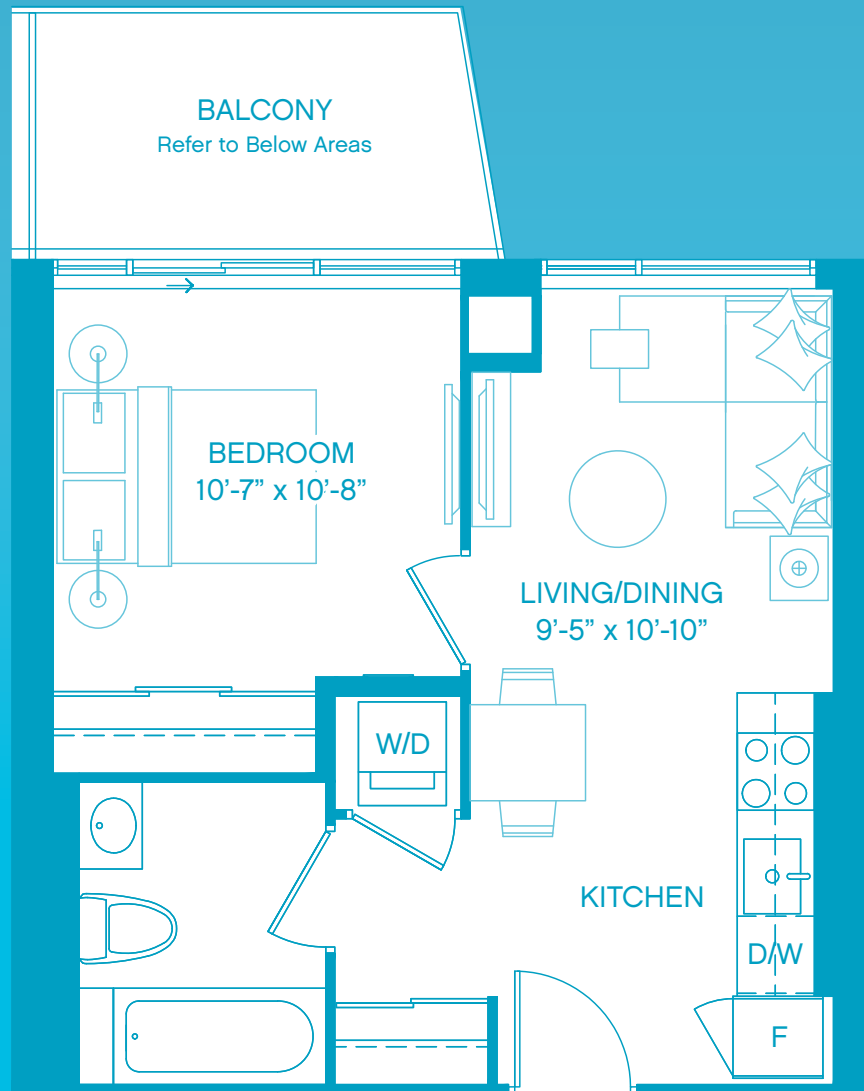 BALCONY
Refer to Below Areas
BEDROOM
10’-7” x 10’-8”
LIVING/DINING
9’-5” x 10’-10”
W/D
KITCHEN
D/W
F